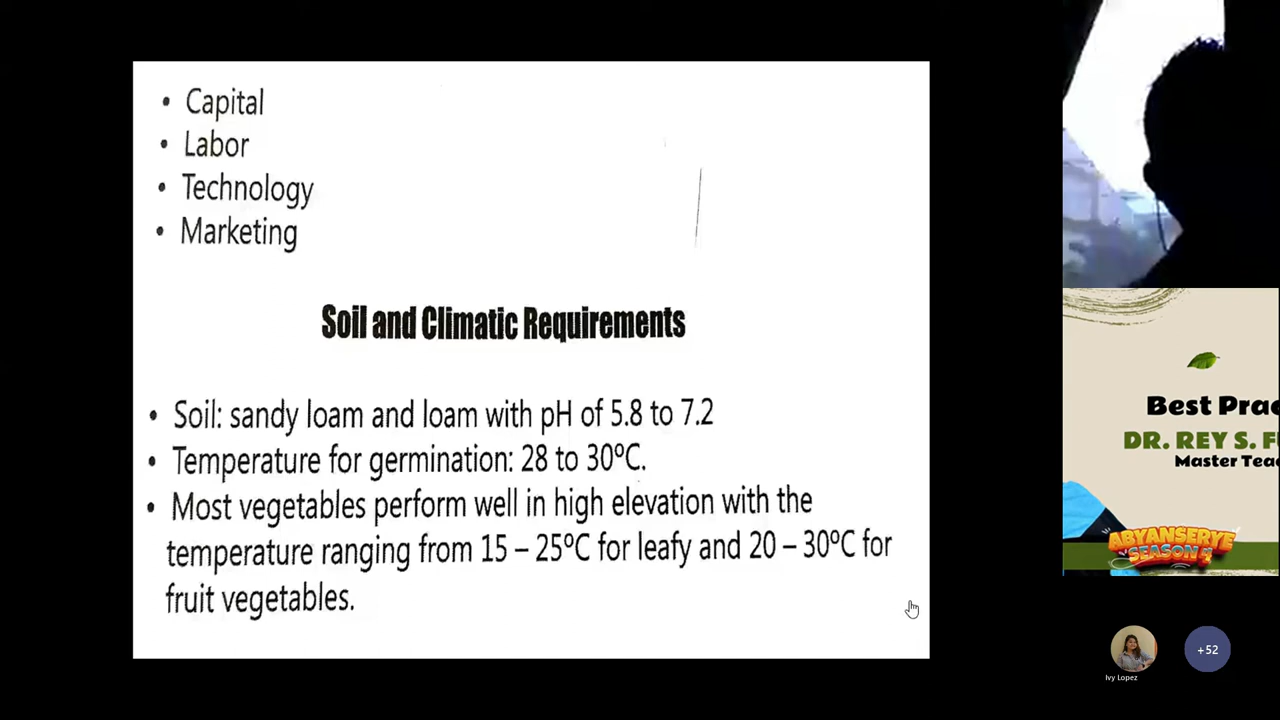 • Capital
• Labor
• Technology
• Marketing
Soil and Climatic Requirements
• Soil: sandy loam and loam with pH of 5.8 to 7.2
• Temperature for germination: 28 to 30ºC.
• Most vegetables perform well in high elevation with the
temperature ranging from 15 – 25ºC for leafy and 20 – 30ºC for
fruit vegetables.
Best Prac
DR. REY S. F
Master Tea
ABYANSERYE
SEASON
Ivy Lopez
+52